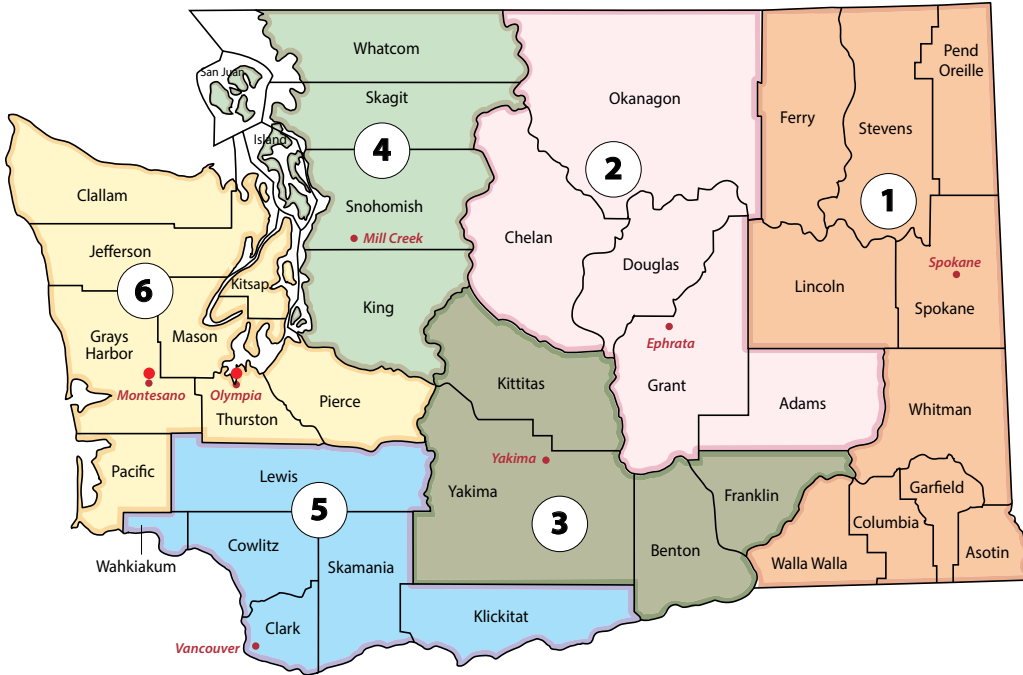 Whatcom
San Juan
Skagit
Island
4
Snohomish
Mill Creek
King
Okanagon
2
Chelan
Douglas
Ephrata
Grant
Adams
Ferry
Stevens
Pend
Oreille
1
Lincoln
Spokane
Spokane
Whitman
Garfield
Columbia
Walla Walla
Asotin
Clallam
Jefferson
6
Kitsap
Grays
Harbor
Mason
Montesano
Olympia
Thurston
Pierce
Pacific
Kittitas
Yakima
Yakima
3
Franklin
Benton
Lewis
5
Wahkiakum
Cowlitz
Skamania
Clark
Vancouver
Klickitat